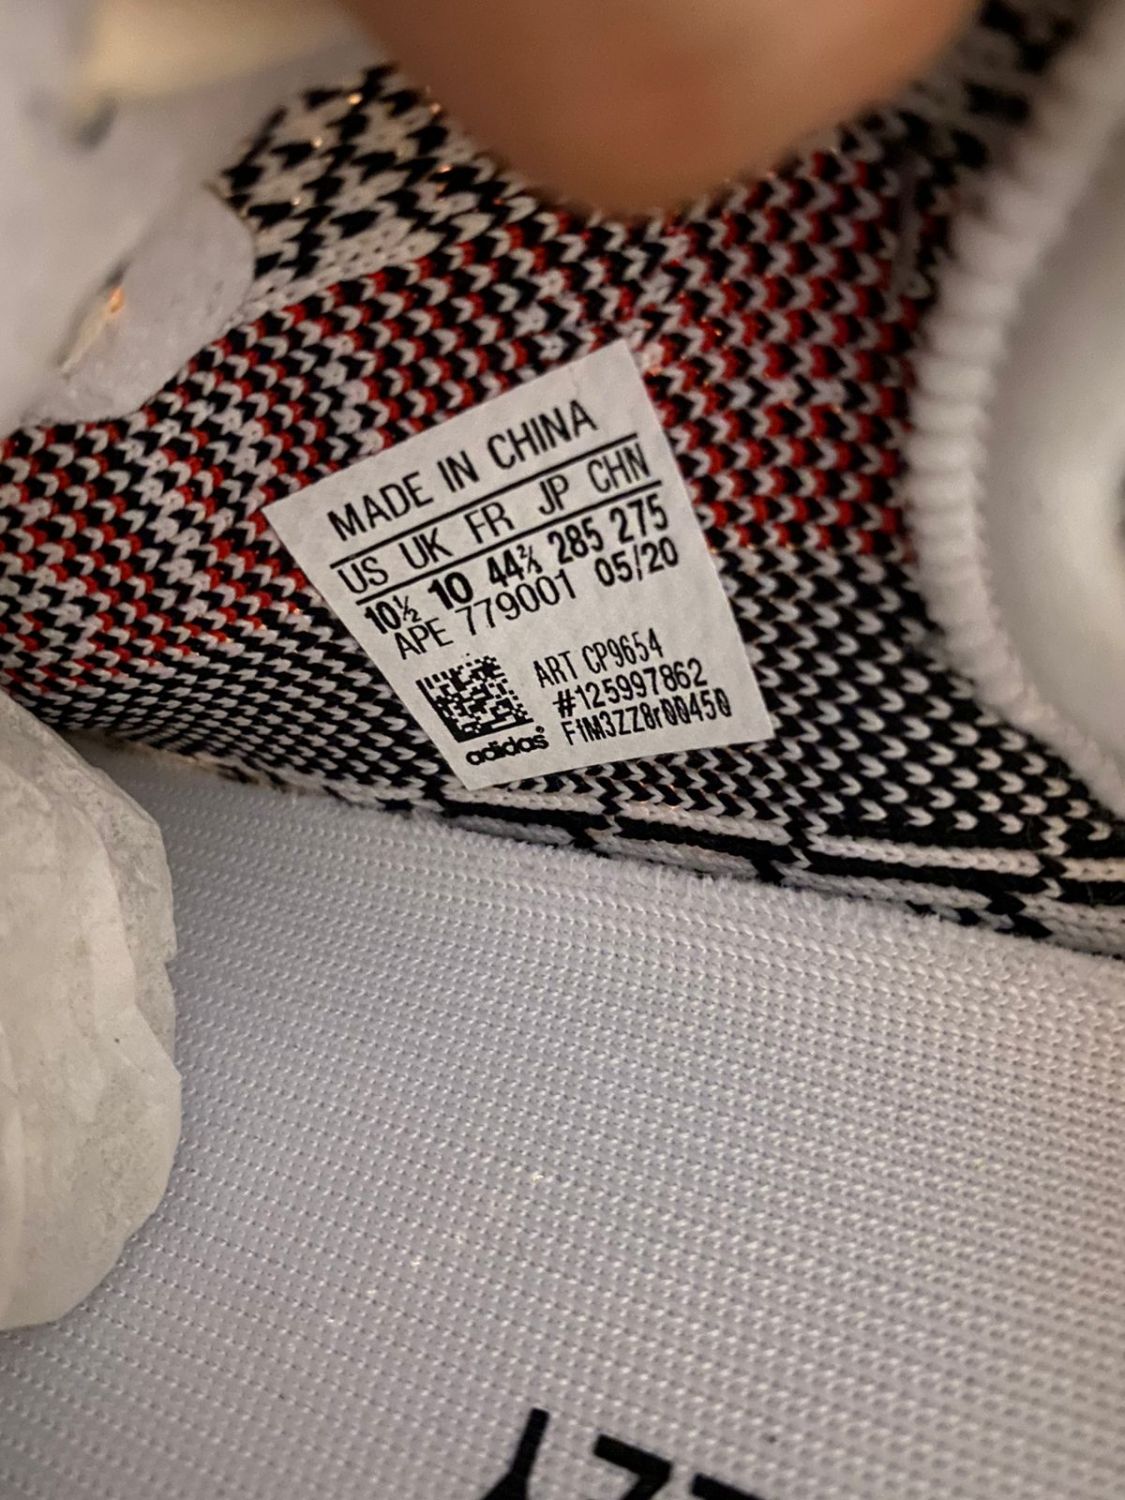 MADE IN CHINA
US UK FR JP CHN
10½ 10 44⅔ 285 275
APE 779001 05/20
ART CP9654
#125997862
F1M3ZZ8r00450
adidas